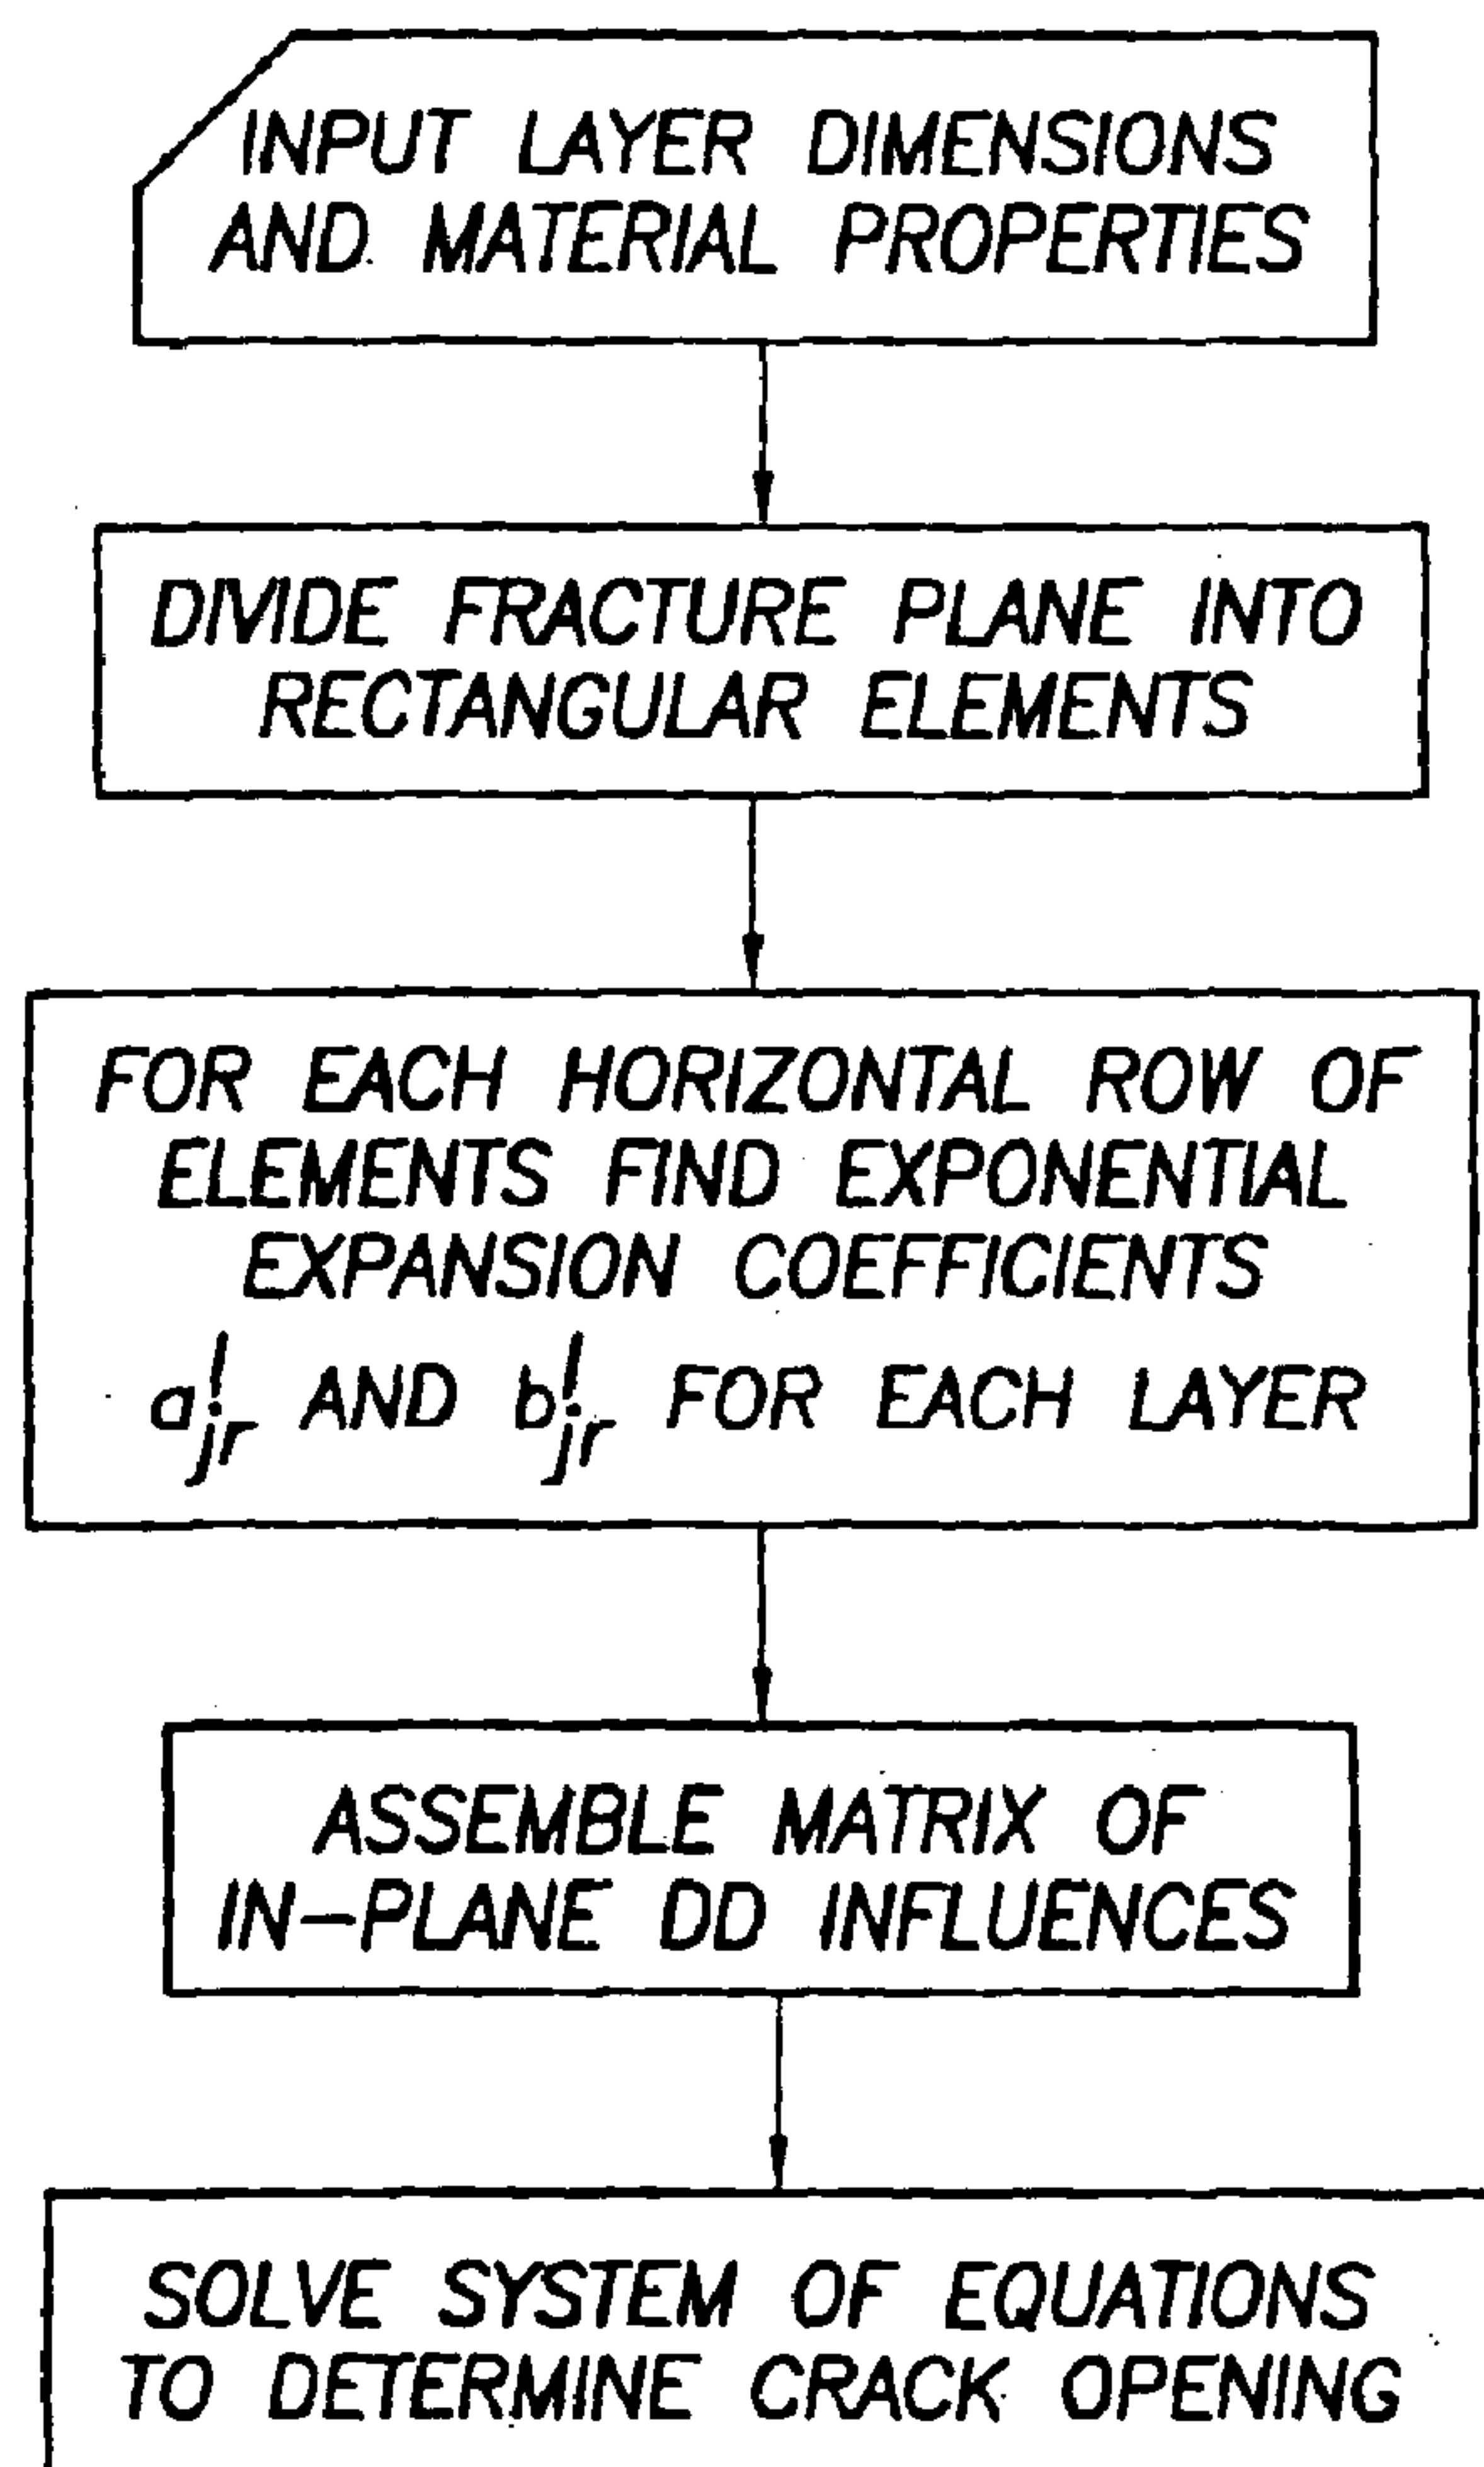 INPUT LAYER DIMENSIONS
AND MATERIAL PROPERTIES
DIVIDE FRACTURE PLANE INTO
RECTANGULAR ELEMENTS
FOR EACH HORIZONTAL ROW OF
ELEMENTS FIND EXPONENTIAL
EXPANSION COEFFICIENTS
a^l_jr AND b^l_jr FOR EACH LAYER
ASSEMBLE MATRIX OF
IN-PLANE DD INFLUENCES
SOLVE SYSTEM OF EQUATIONS
TO DETERMINE CRACK OPENING